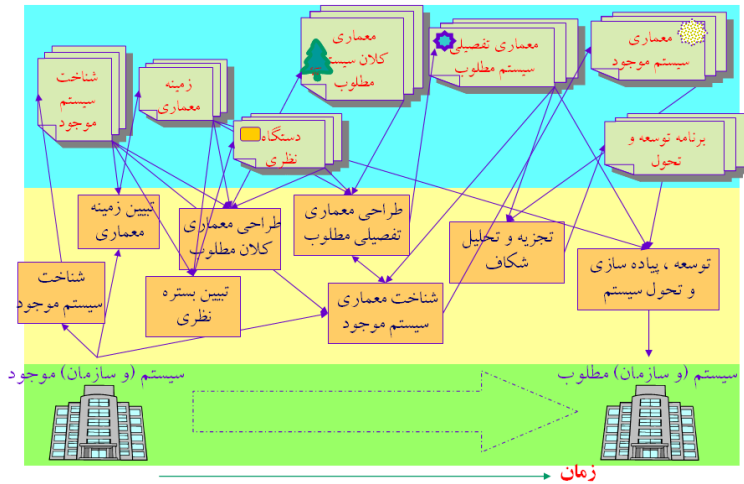 معماری
سیستم موجود
معماری تفصیلی
سیستم مطلوب
معماری
کلان سیستم
مطلوب
زمینه
معماری
شناخت
سیستم
موجود
برنامه توسعه و
تحول
دستگاه
نظری
تبیین زمینه
معماری
طراحی معماری
کلان مطلوب
طراحی معماری
تفصیلی مطلوب
تجزیه و تحلیل
شکاف
توسعه ، پیاده سازی
و تحول سیستم
شناخت
سیستم موجود
تبیین بستره
نظری
شناخت معماری
سیستم موجود
سیستم (و سازمان) مطلوب
سیستم (و سازمان) موجود
زمان